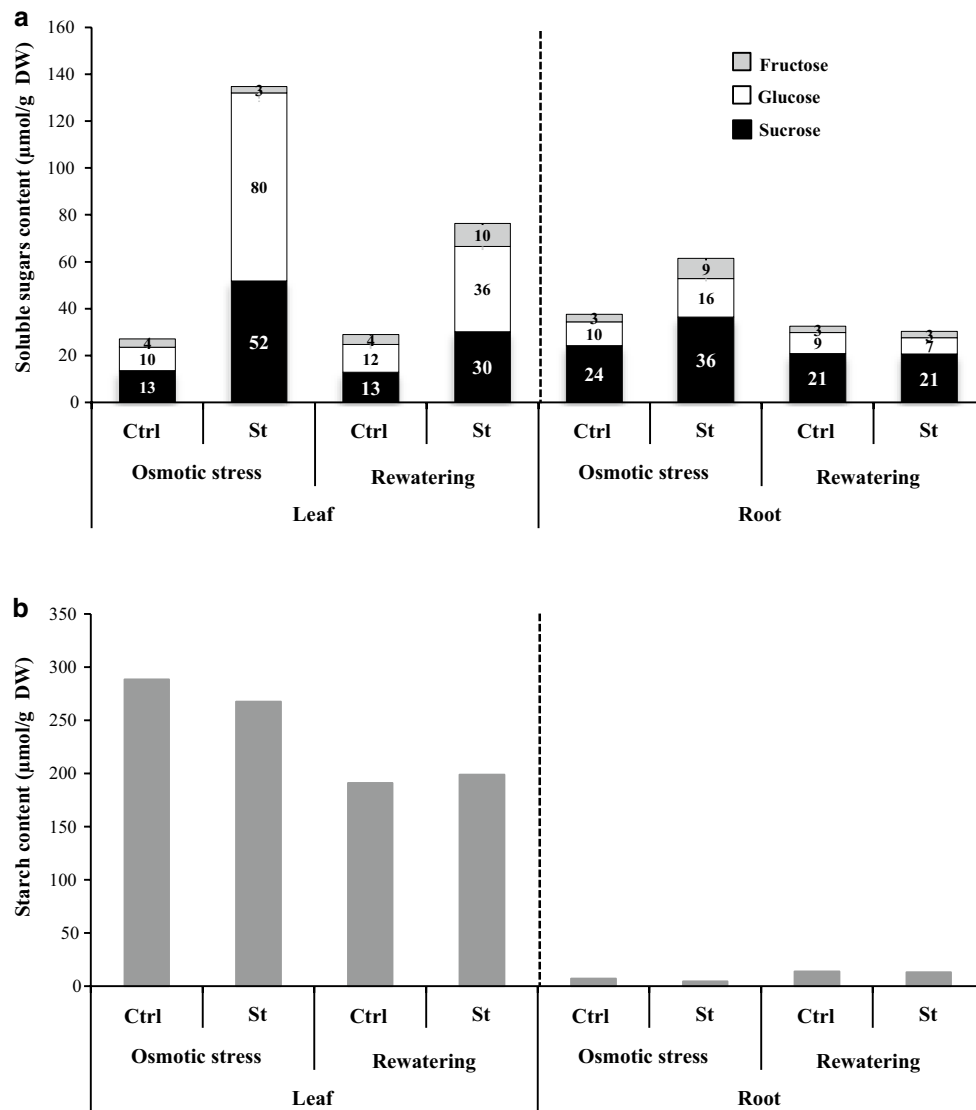 a
Soluble sugars content (µmol/g DW)
160
140
120
100
80
60
40
20
0
Fructose
Glucose
Sucrose
4 3 4 10 3 9 3 3
10 80 12 36 10 16 9 7
13 52 13 30 24 36 21 21
Ctrl St Ctrl St Ctrl St Ctrl St
Osmotic stress Rewatering Osmotic stress Rewatering
Leaf Root
b
Starch content (µmol/g DW)
350
300
250
200
150
100
50
0
Ctrl St Ctrl St Ctrl St Ctrl St
Osmotic stress Rewatering Osmotic stress Rewatering
Leaf Root